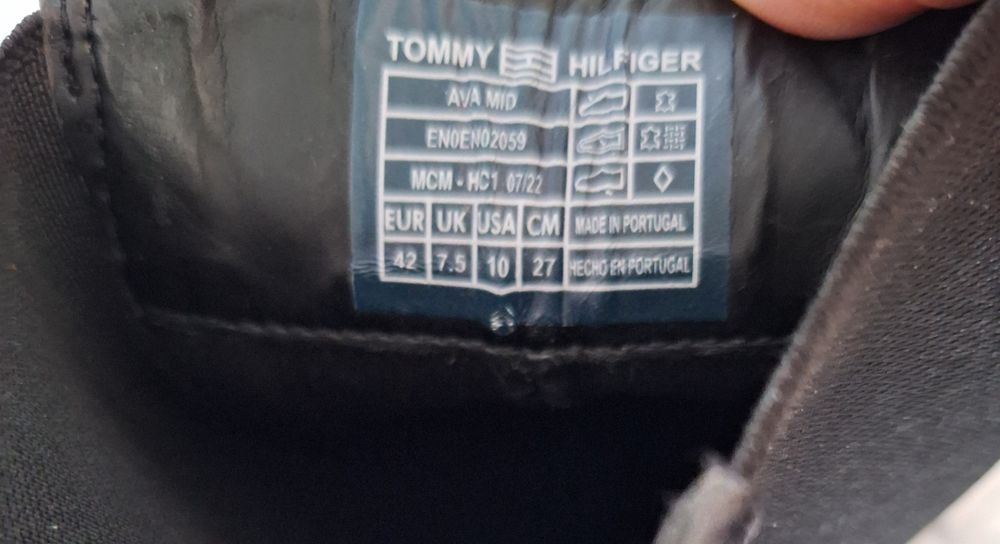 TOMMY HILFIGER
AVA MID
EN0EN02059
MCM - HC1 07/22
EUR UK USA CM MADE IN PORTUGAL
42 7.5 10 27 HECHO EN PORTUGAL